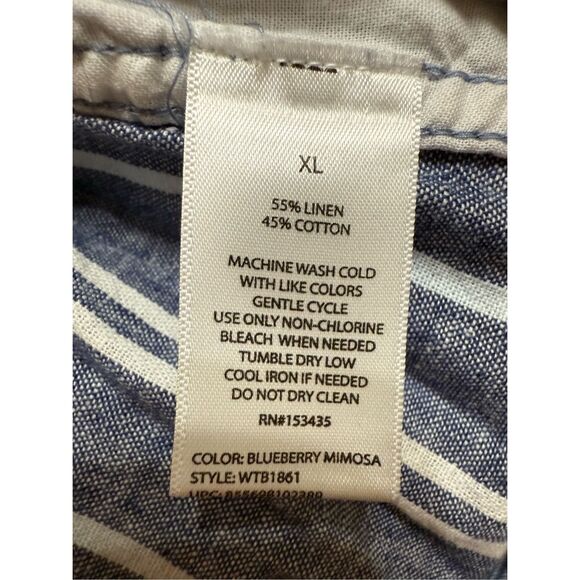 XL
55% LINEN
45% COTTON
MACHINE WASH COLD
WITH LIKE COLORS
GENTLE CYCLE
USE ONLY NON-CHLORINE
BLEACH WHEN NEEDED
TUMBLE DRY LOW
COOL IRON IF NEEDED
DO NOT DRY CLEAN
RN#153435
COLOR: BLUEBERRY MIMOSA
STYLE: WTB1861
UPC: